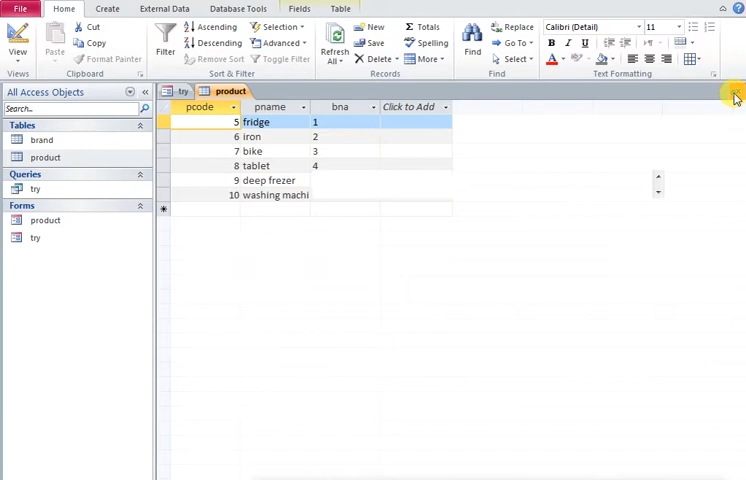 File Home Create External Data Database Tools Fields Table
View Paste Cut Copy Format Painter Filter Ascending Descending Remove Sort Selection Advanced Toggle Filter Refresh All New Save Delete Totals Spelling More Find Replace Go To Select Calibri (Detail) 11 B I U A
Views Clipboard Sort & Filter Records Find Text Formatting
All Access Objects try product
Search... pcode pname bna Click to Add
Tables 5 fridge 1
brand 6 iron 2
product 7 bike 3
Queries 8 tablet 4
try 9 deep frezer
Forms 10 washing machi
product
try